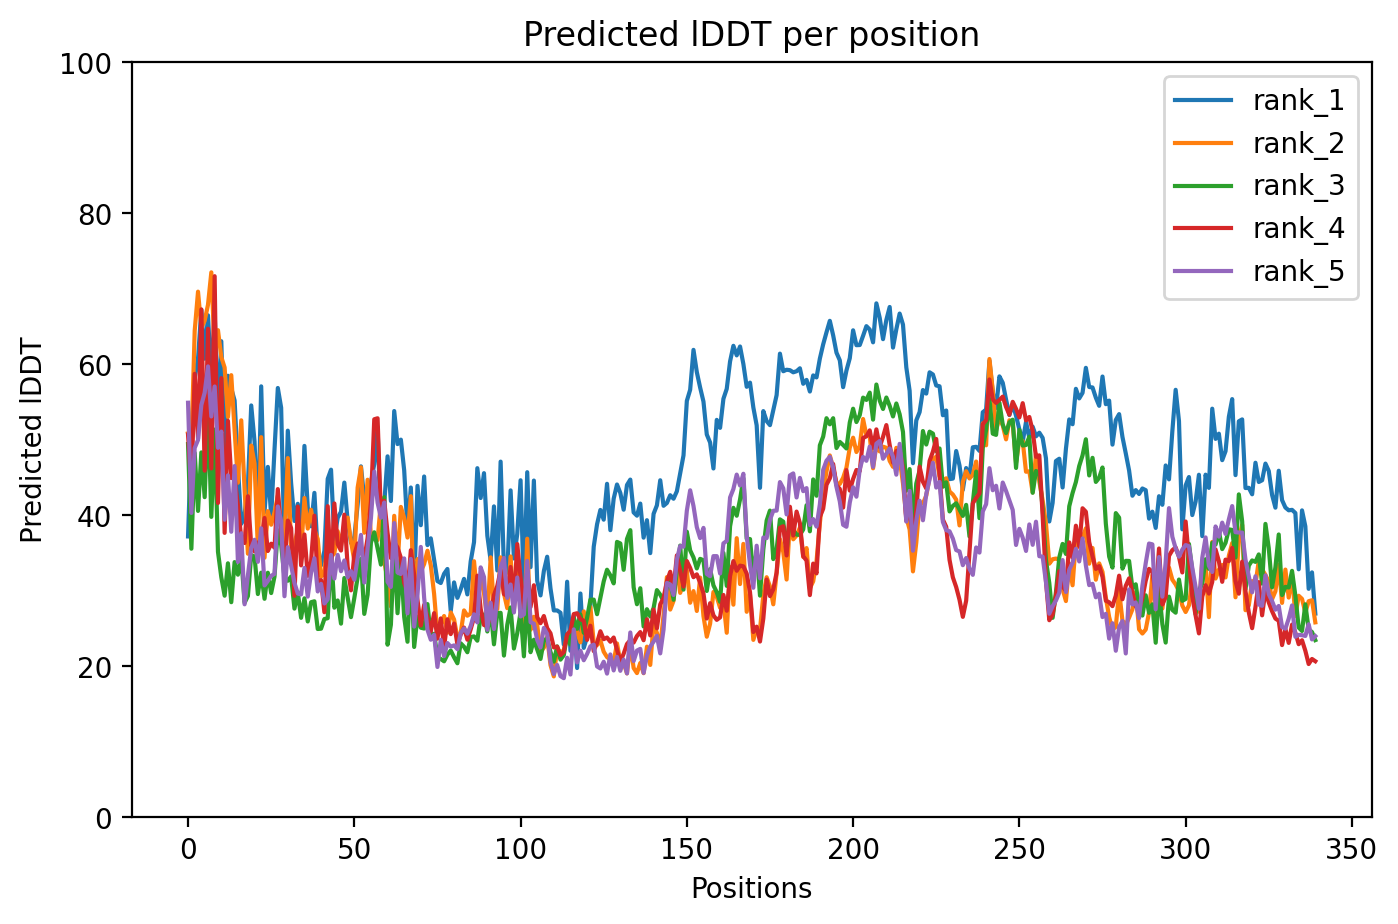 Predicted lDDT per position
100
80
60
40
20
0
Predicted lDDT
0 50 100 150 200 250 300 350
Positions
rank_1
rank_2
rank_3
rank_4
rank_5